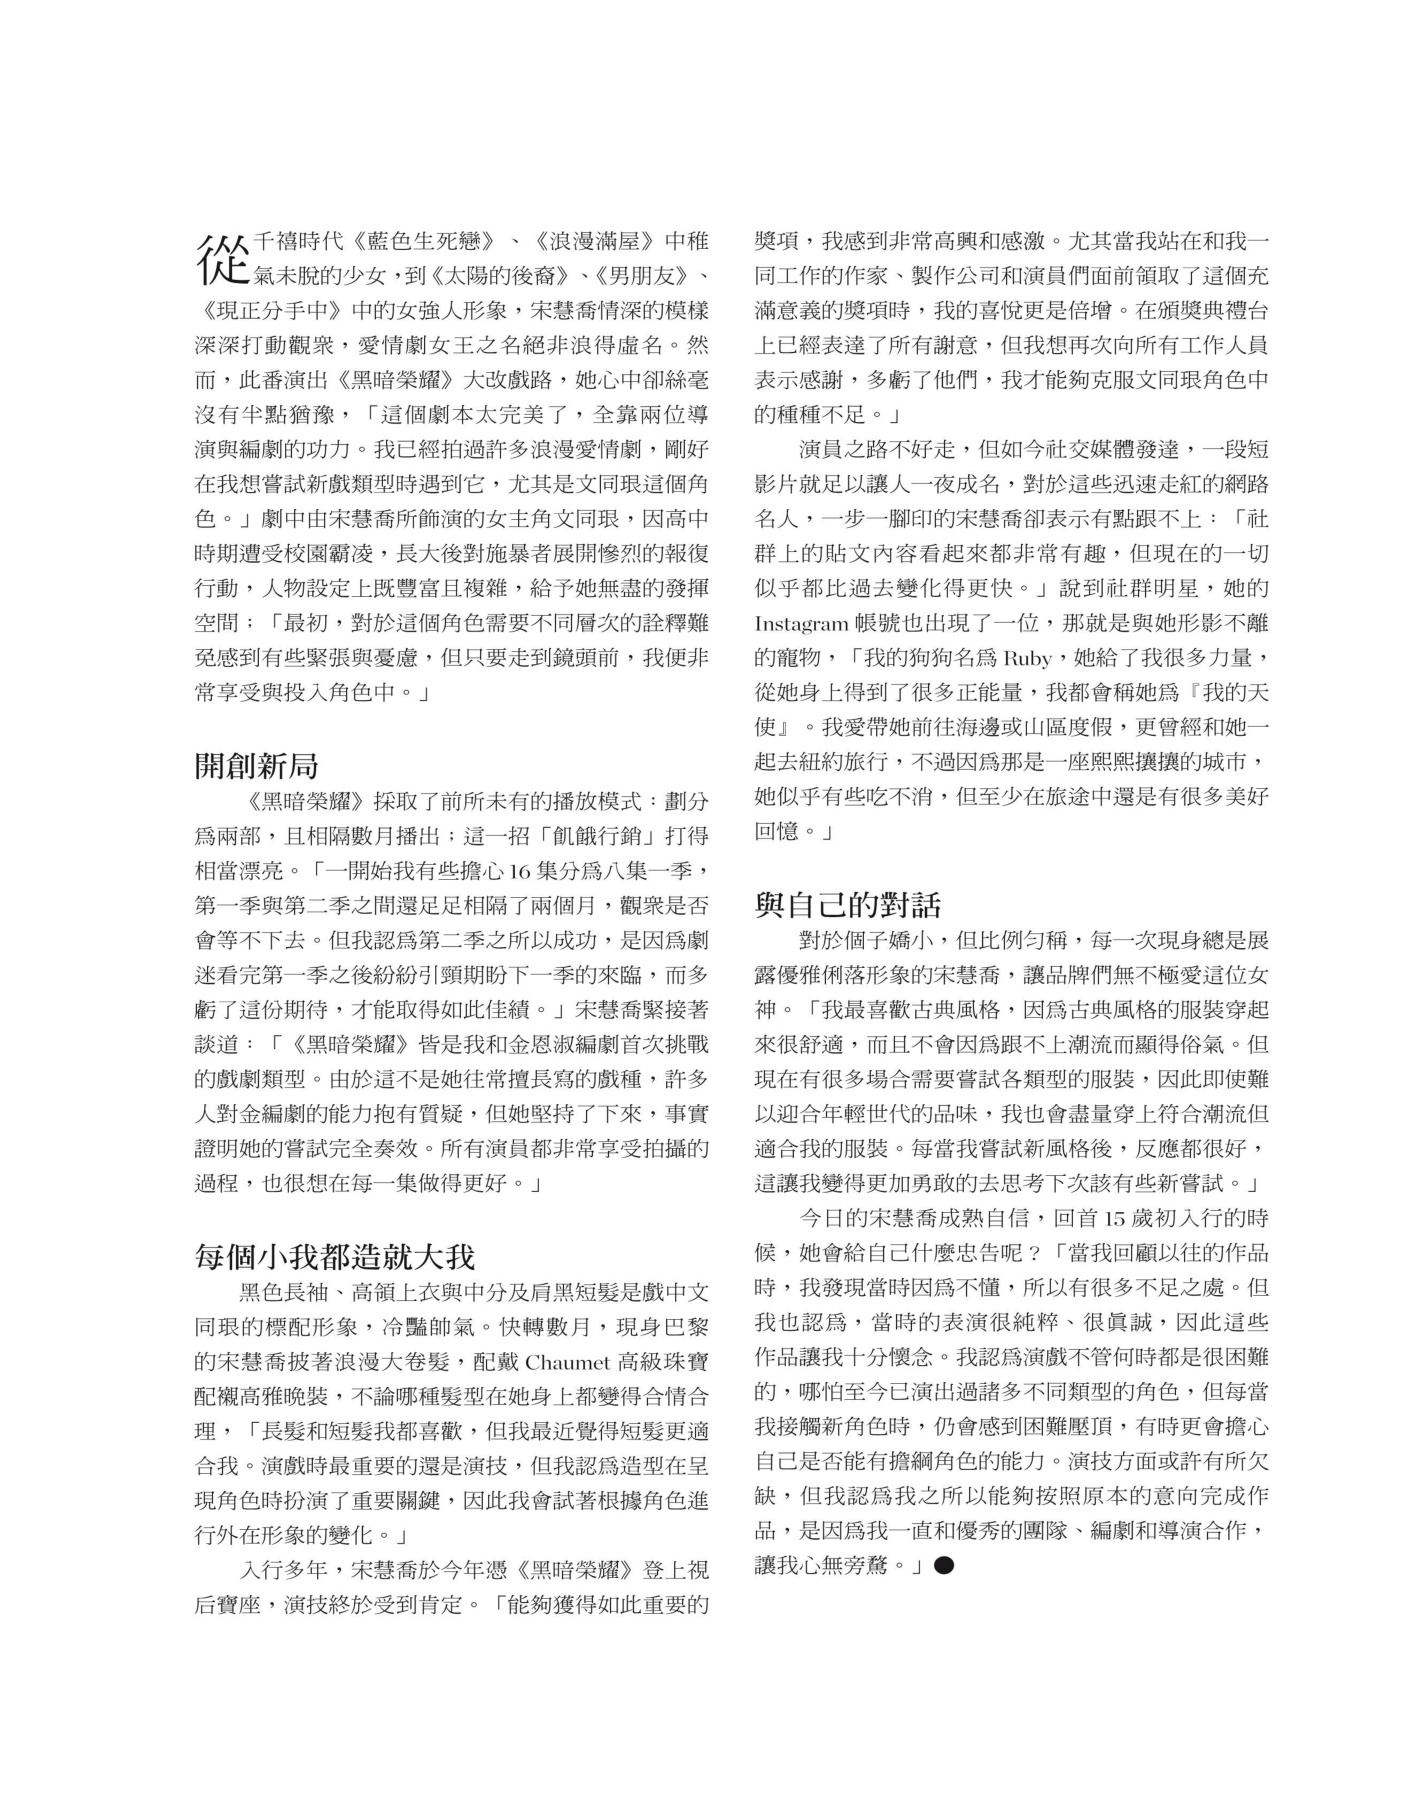 從千禧時代《藍色生死戀》、《浪漫滿屋》中稚
氣未脫的少女，到《太陽的後裔》、《男朋友》、
《現正分手中》中的女強人形象，宋慧喬情深的模樣
深深打動觀眾，愛情劇女王之名絕非浪得虛名。然
而，此番演出《黑暗榮耀》大改戲路，她心中卻絲毫
沒有半點猶豫，「這個劇本太完美了，全靠兩位導
演與編劇的功力。我已經拍過許多浪漫愛情劇，剛好
在我想嘗試新戲類型時遇到它，尤其是文同珢這個角
色。」劇中由宋慧喬所飾演的女主角文同珢，因高中
時期遭受校園霸凌，長大後對施暴者展開慘烈的報復
行動，人物設定上既豐富且複雜，給予她無盡的發揮
空間；「最初，對於這個角色需要不同層次的詮釋難
免感到有些緊張與憂慮，但只要走到鏡頭前，我便非
常享受與投入角色中。」
開創新局
《黑暗榮耀》採取了前所未有的播放模式：劃分
為兩部，且相隔數月播出；這一招「飢餓行銷」打得
相當漂亮。「一開始我有些擔心 16 集分為八集一季，
第一季與第二季之間還足足相隔了兩個月，觀眾是否
會等不下去。但我認為第二季之所以成功，是因為劇
迷看完第一季之後紛紛引頸期盼下一季的來臨，而多
虧了這份期待，才能取得如此佳績。」宋慧喬緊接著
談道：「《黑暗榮耀》皆是我和金恩淑編劇首次挑戰
的戲劇類型。由於這不是她往常擅長寫的戲種，許多
人對金編劇的能力抱有質疑，但她堅持了下來，事實
證明她的嘗試完全奏效。所有演員都非常享受拍攝的
過程，也很想在每一集做得更好。」
每個小我都造就大我
黑色長袖、高領上衣與中分及肩黑短髮是戲中文
同珢的標配形象，冷豔帥氣。快轉數月，現身巴黎
的宋慧喬披著浪漫大卷髮，配戴 Chaumet 高級珠寶
配襯高雅晚裝，不論哪種髮型在她身上都變得合情合
理，「長髮和短髮我都喜歡，但我最近覺得短髮更適
合我。演戲時最重要的還是演技，但我認為造型在呈
現角色時扮演了重要關鍵，因此我會試著根據角色進
行外在形象的變化。」
入行多年，宋慧喬於今年憑《黑暗榮耀》登上視
后寶座，演技終於受到肯定。「能夠獲得如此重要的
獎項，我感到非常高興和感激。尤其當我站在和我一
同工作的作家、製作公司和演員們面前領取了這個充
滿意義的獎項時，我的喜悅更是倍增。在頒獎典禮台
上已經表達了所有謝意，但我想再次向所有工作人員
表示感謝，多虧了他們，我才能夠克服文同珢角色中
的種種不足。」
演員之路不好走，但如今社交媒體發達，一段短
影片就足以讓人一夜成名，對於這些迅速走紅的網路
名人，一步一腳印的宋慧喬卻表示有點跟不上：「社
群上的貼文內容看起來都非常有趣，但現在的一切
似乎都比過去變化得更快。」說到社群明星，她的
Instagram 帳號也出現了一位，那就是與她形影不離
的寵物，「我的狗狗名為 Ruby，她給了我很多力量，
從她身上得到了很多正能量，我都會稱她為『我的天
使』。我愛帶她前往海邊或山區度假，更曾經和她一
起去紐約旅行，不過因為那是一座熙熙攘攘的城市，
她似乎有些吃不消，但至少在旅途中還是有很多美好
回憶。」
與自己的對話
對於個子嬌小，但比例勻稱，每一次現身總是展
露優雅俐落形象的宋慧喬，讓品牌們無不極愛這位女
神。「我最喜歡古典風格，因為古典風格的服裝穿起
來很舒適，而且不會因為跟不上潮流而顯得俗氣。但
現在有很多場合需要嘗試各類型的服裝，因此即使難
以迎合年輕世代的品味，我也會盡量穿上符合潮流但
適合我的服裝。每當我嘗試新風格後，反應都很好，
這讓我變得更加勇敢的去思考下次該有些新嘗試。」
今日的宋慧喬成熟自信，回首 15 歲初入行的時
候，她會給自己什麼忠告呢？「當我回顧以往的作品
時，我發現當時因為不懂，所以有很多不足之處。但
我也認為，當時的表演很純粹、很真誠，因此這些
作品讓我十分懷念。我認為演戲不管何時都是很困難
的，哪怕至今已演出過諸多不同類型的角色，但每當
我接觸新角色時，仍會感到困難壓頂，有時更會擔心
自己是否能有擔綱角色的能力。演技方面或許有所欠
缺，但我認為我之所以能夠按照原本的意向完成作
品，是因為我一直和優秀的團隊、編劇和導演合作，
讓我心無旁騖。」●